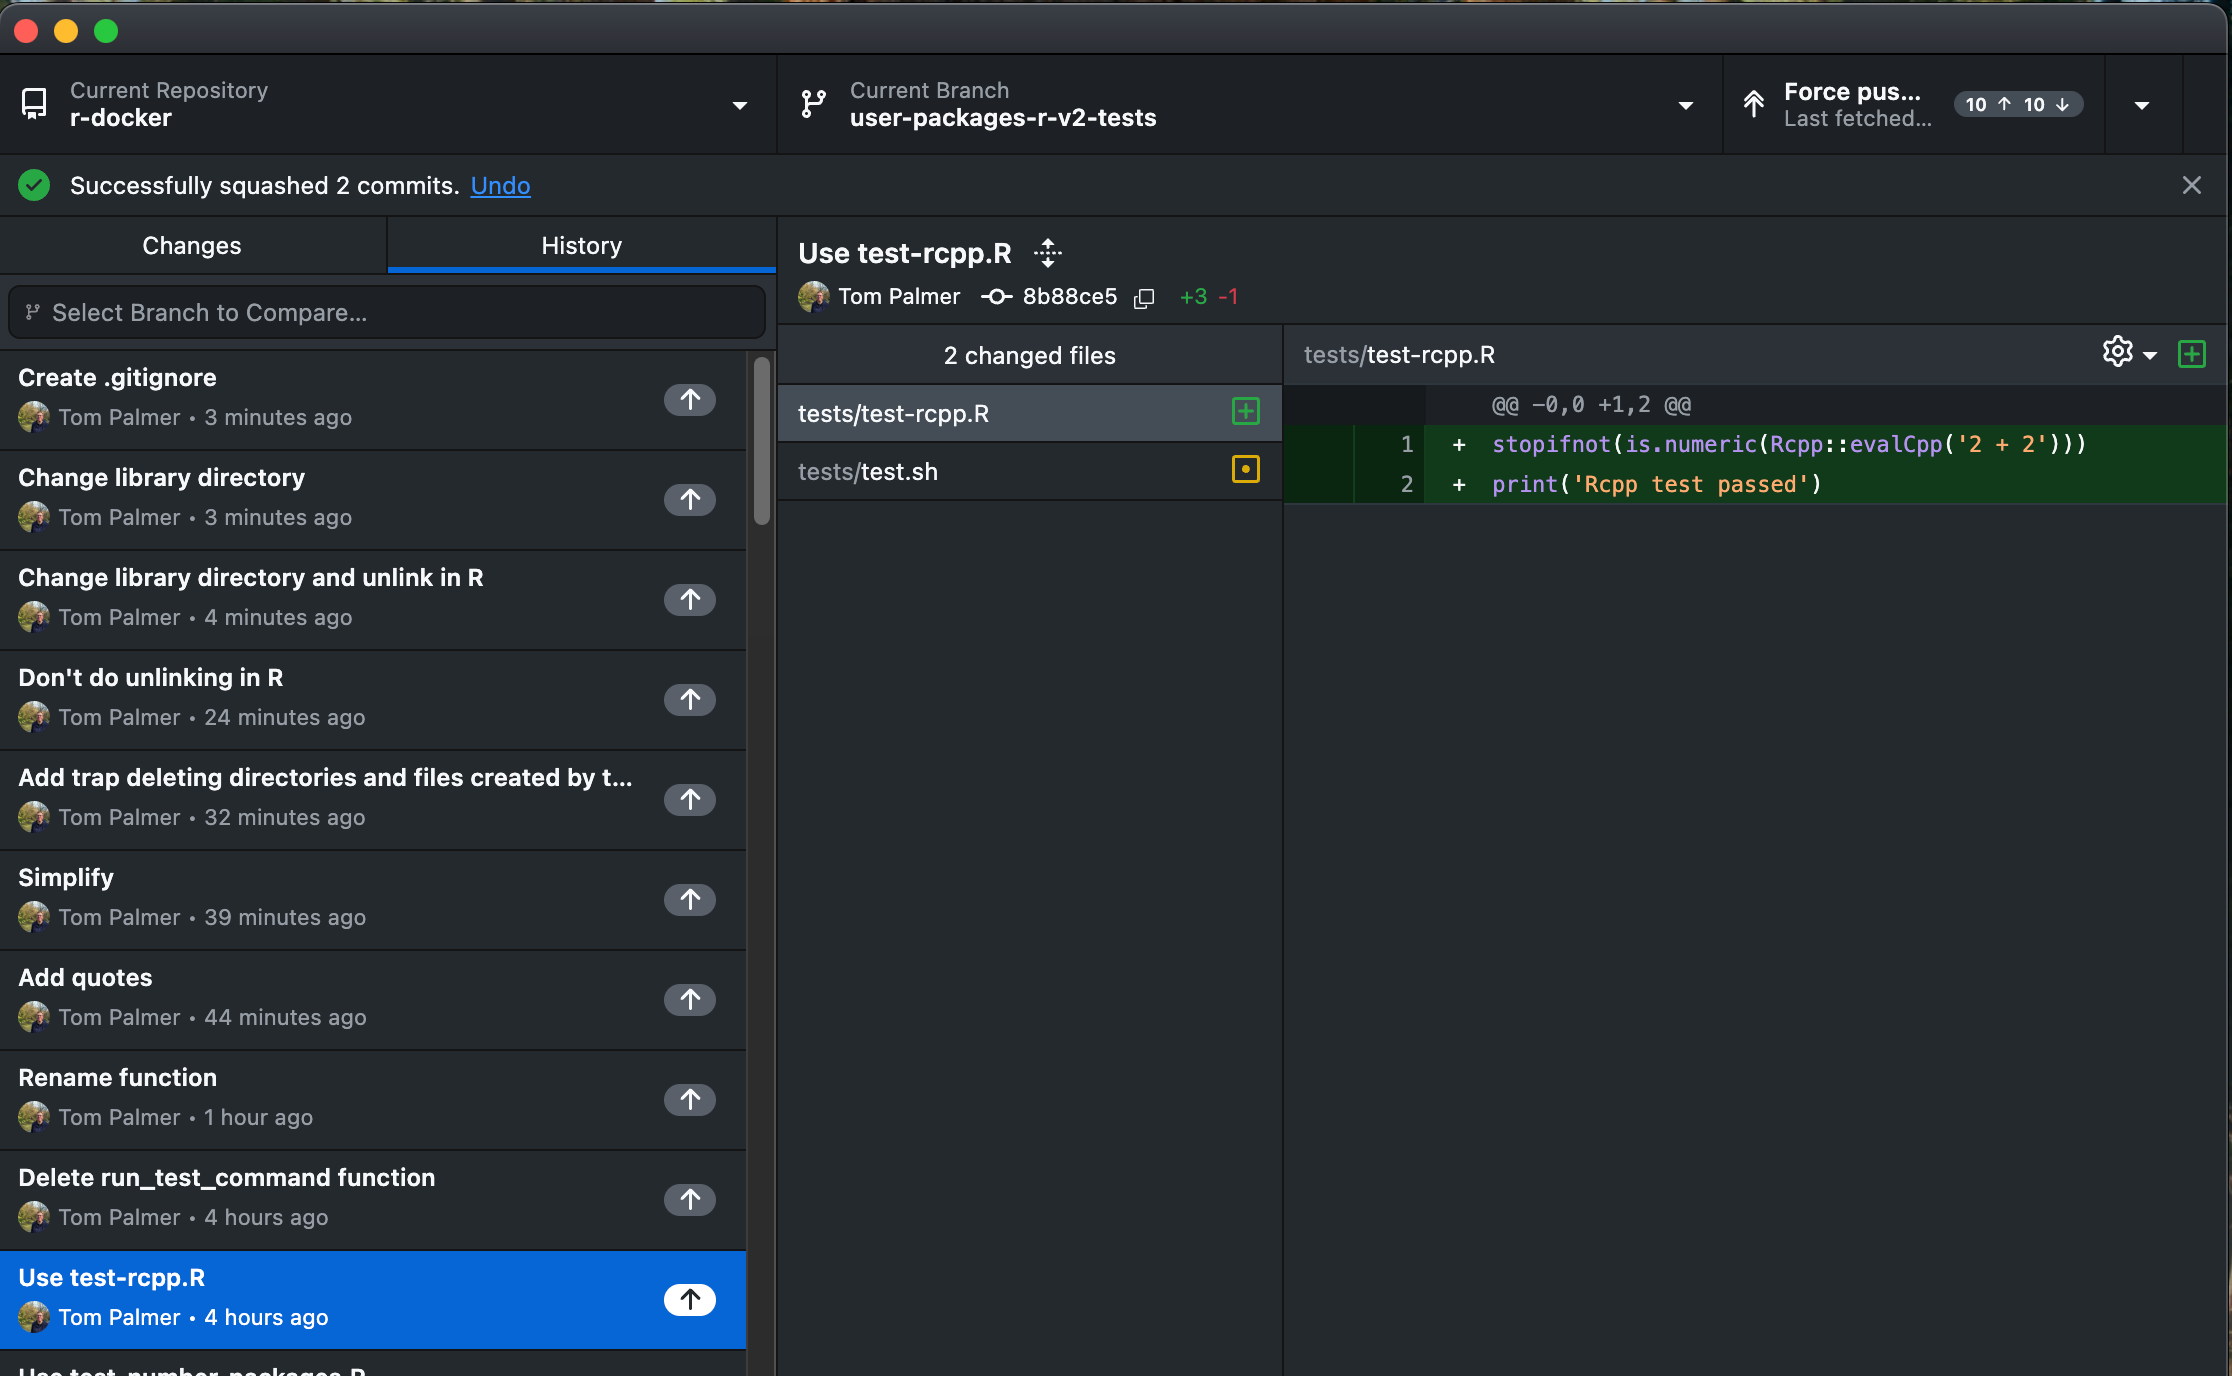 Current Repository
r-docker
Current Branch
user-packages-r-v2-tests
Force pus...
Last fetched...
10 ↑ 10 ↓
Successfully squashed 2 commits. Undo
Changes
History
Select Branch to Compare...
Create .gitignore
Tom Palmer • 3 minutes ago
Change library directory
Tom Palmer • 3 minutes ago
Change library directory and unlink in R
Tom Palmer • 4 minutes ago
Don't do unlinking in R
Tom Palmer • 24 minutes ago
Add trap deleting directories and files created by t...
Tom Palmer • 32 minutes ago
Simplify
Tom Palmer • 39 minutes ago
Add quotes
Tom Palmer • 44 minutes ago
Rename function
Tom Palmer • 1 hour ago
Delete run_test_command function
Tom Palmer • 4 hours ago
Use test-rcpp.R
Tom Palmer • 4 hours ago
Use test-number-packages.R
Use test-rcpp.R
Tom Palmer 8b88ce5 +3 -1
2 changed files
tests/test-rcpp.R
tests/test.sh
tests/test-rcpp.R
@@ -0,0 +1,2 @@
1 + stopifnot(is.numeric(Rcpp::evalCpp('2 + 2')))
2 + print('Rcpp test passed')